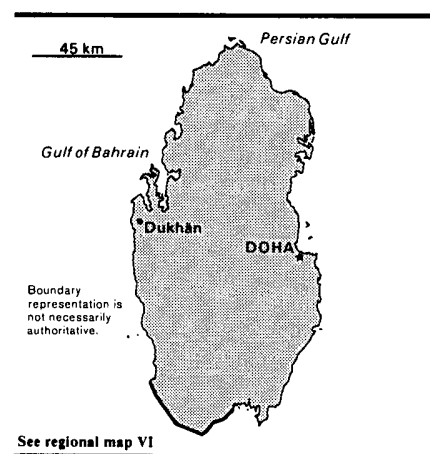 45 km
Persian Gulf
Gulf of Bahrain
Dukhān
DOHA
Boundary
representation is
not necessarily
authoritative.
See regional map VI